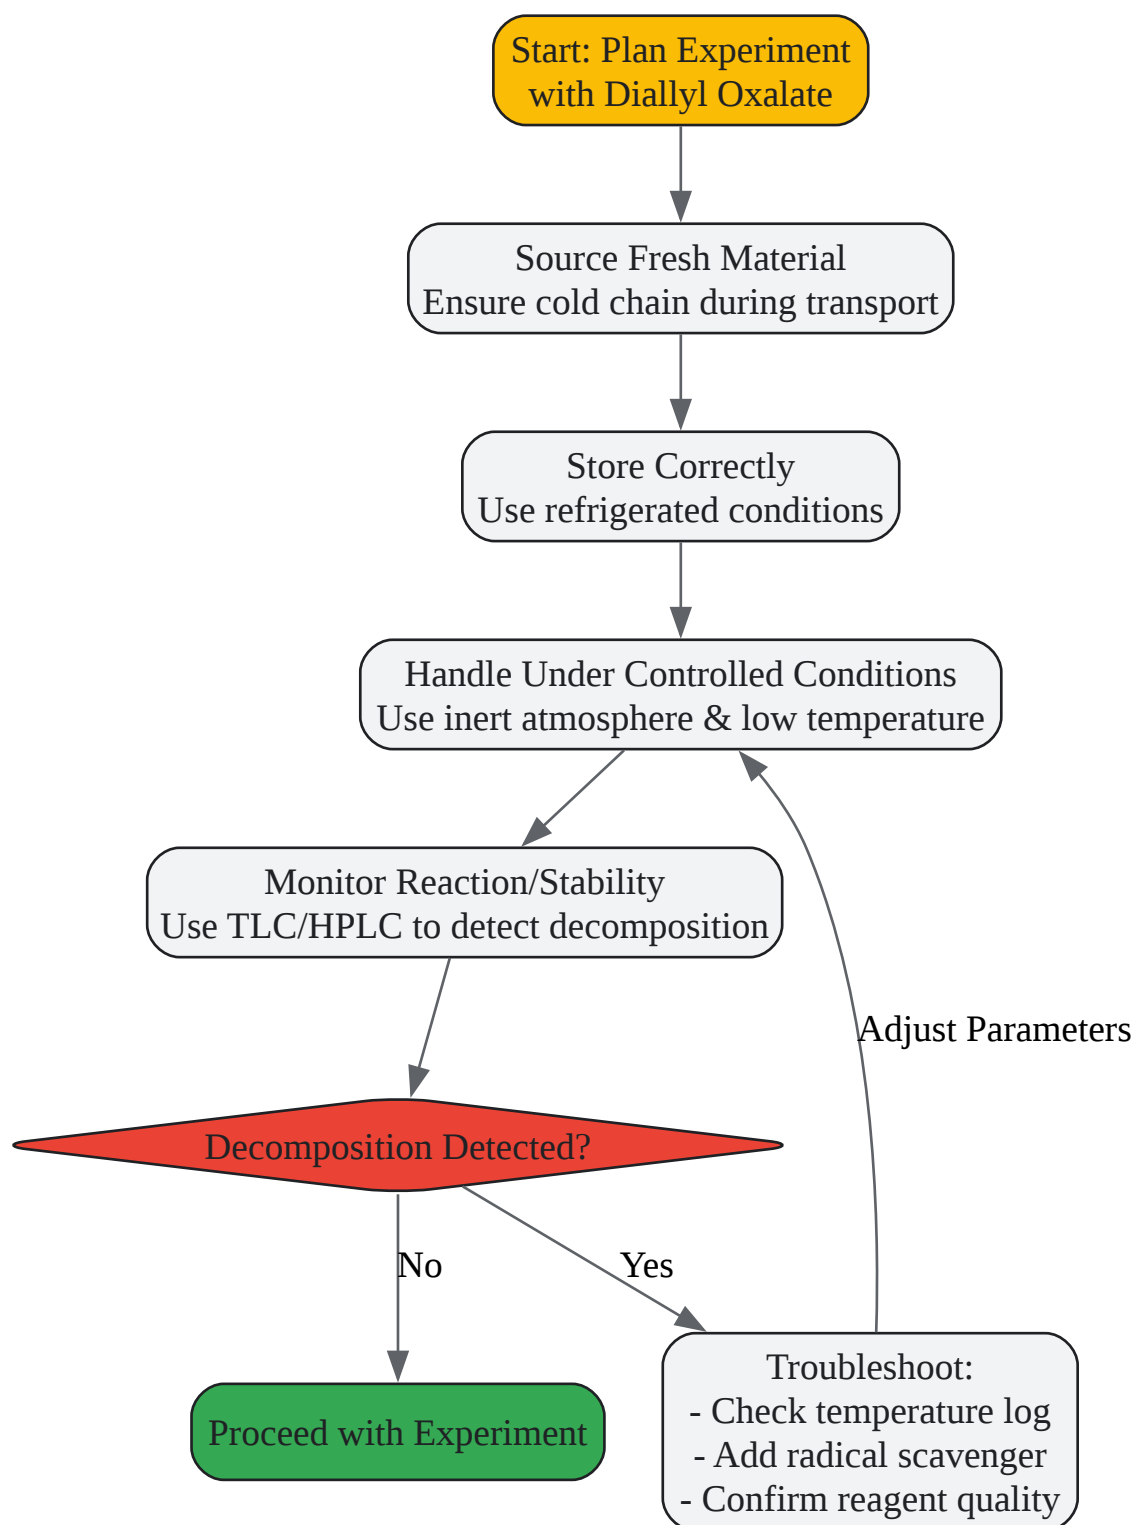 Start: Plan Experiment
with Diallyl Oxalate
Source Fresh Material
Ensure cold chain during transport
Store Correctly
Use refrigerated conditions
Handle Under Controlled Conditions
Use inert atmosphere & low temperature
Monitor Reaction/Stability
Use TLC/HPLC to detect decomposition
Adjust Parameters
Decomposition Detected?
No
Yes
Proceed with Experiment
Troubleshoot:
- Check temperature log
- Add radical scavenger
- Confirm reagent quality